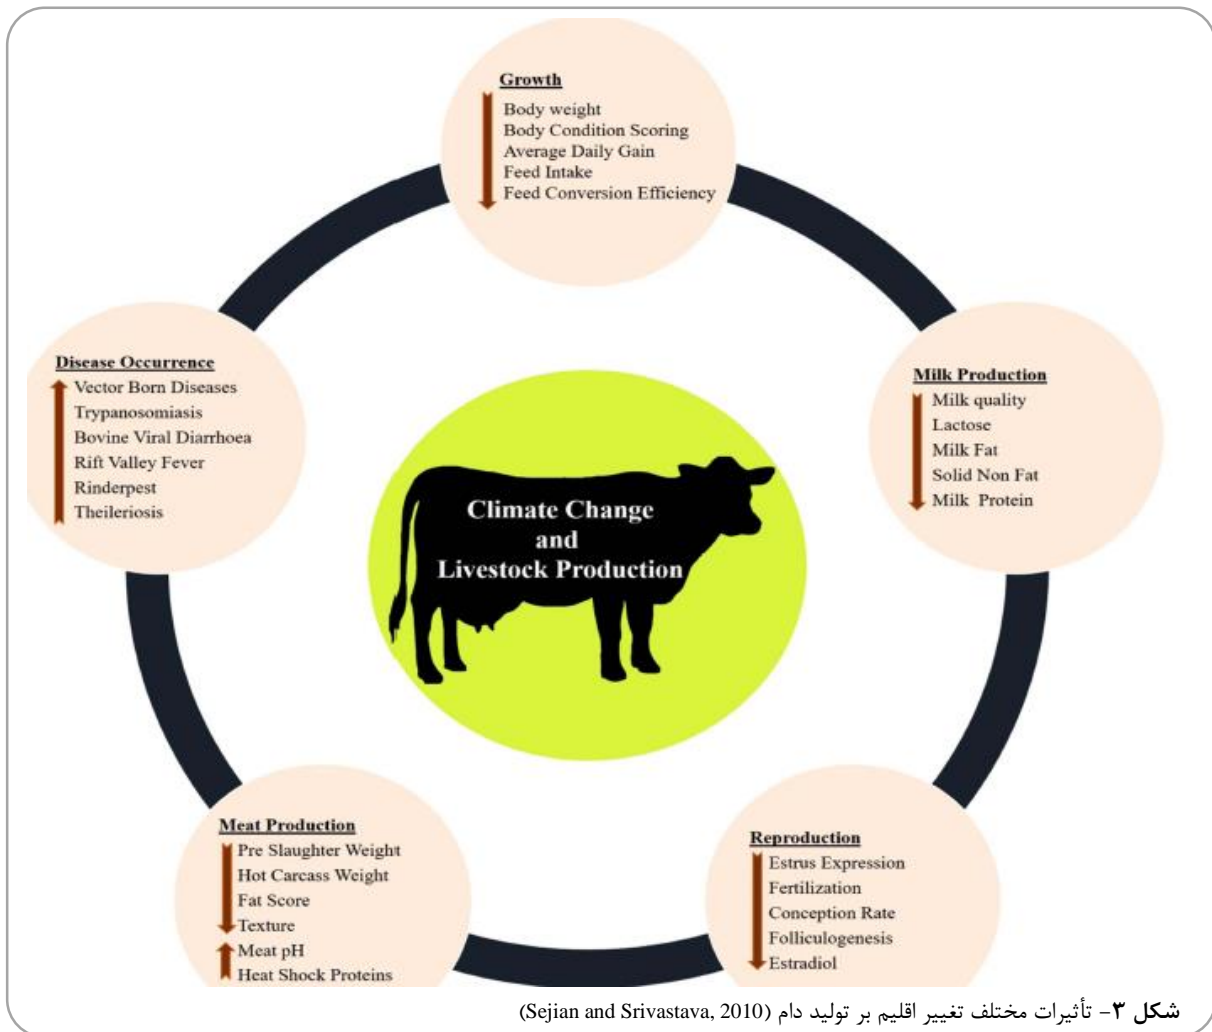 Growth
Body weight
Body Condition Scoring
Average Daily Gain
Feed Intake
Feed Conversion Efficiency
Disease Occurrence
Vector Born Diseases
Trypanosomiasis
Bovine Viral Diarrhoea
Rift Valley Fever
Rinderpest
Theileriosis
Milk Production
Milk quality
Lactose
Milk Fat
Solid Non Fat
Milk Protein
Climate Change
and
Livestock Production
Meat Production
Pre Slaughter Weight
Hot Carcass Weight
Fat Score
Texture
Meat pH
Heat Shock Proteins
Reproduction
Estrus Expression
Fertilization
Conception Rate
Folliculogenesis
Estradiol
شکل ۳- تأثیرات مختلف تغییر اقلیم بر تولید دام (Sejian and Srivastava, 2010)